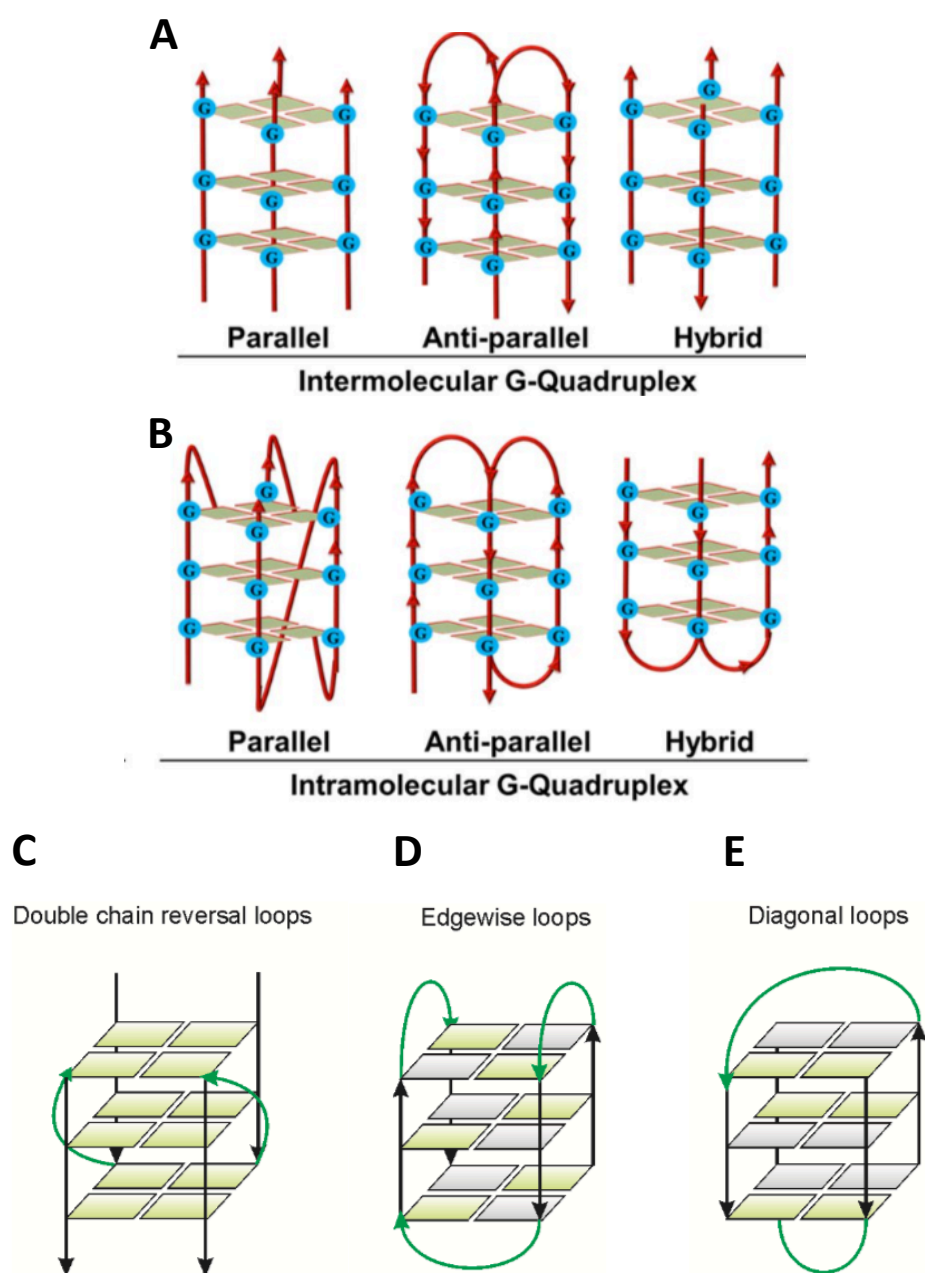 A
G G G G G G G G G G
G G G G G G G G G
G G G G G G G G G
Parallel Anti-parallel Hybrid
Intermolecular G-Quadruplex
B
G G G G G G G G G G
G G G G G G G G G
G G G G G G G G G
Parallel Anti-parallel Hybrid
Intramolecular G-Quadruplex
C D E
Double chain reversal loops Edgewise loops Diagonal loops